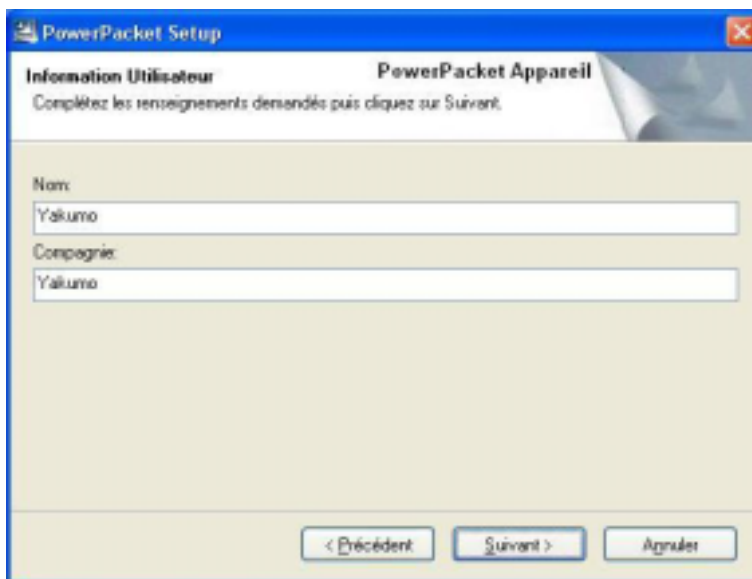 PowerPacket Setup
Information Utilisateur
PowerPacket Appareil
Complétez les renseignements demandés puis cliquez sur Suivant.
Nom:
Yakumo
Compagnie:
Yakumo
< Précédent
Suivant >
Annuler